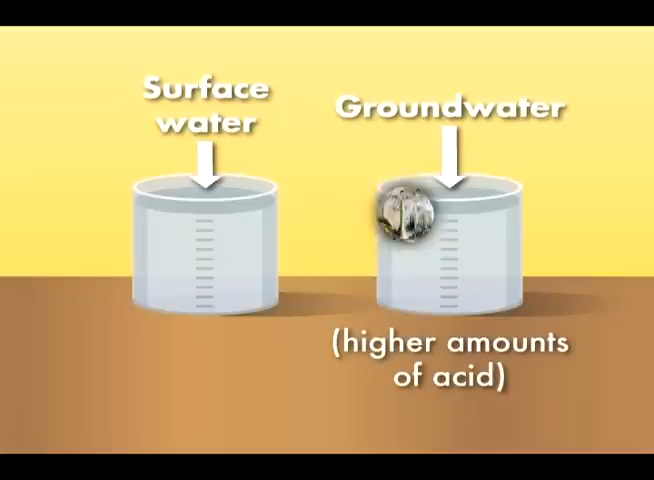 Surface
water
Groundwater
(higher amounts
of acid)